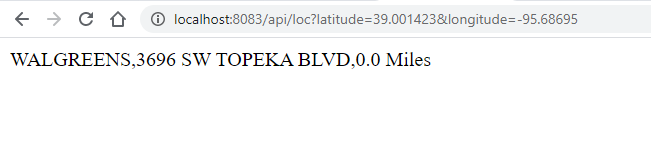 localhost:8083/api/loc?latitude=39.001423&longitude=-95.68695
WALGREENS,3696 SW TOPEKA BLVD,0.0 Miles